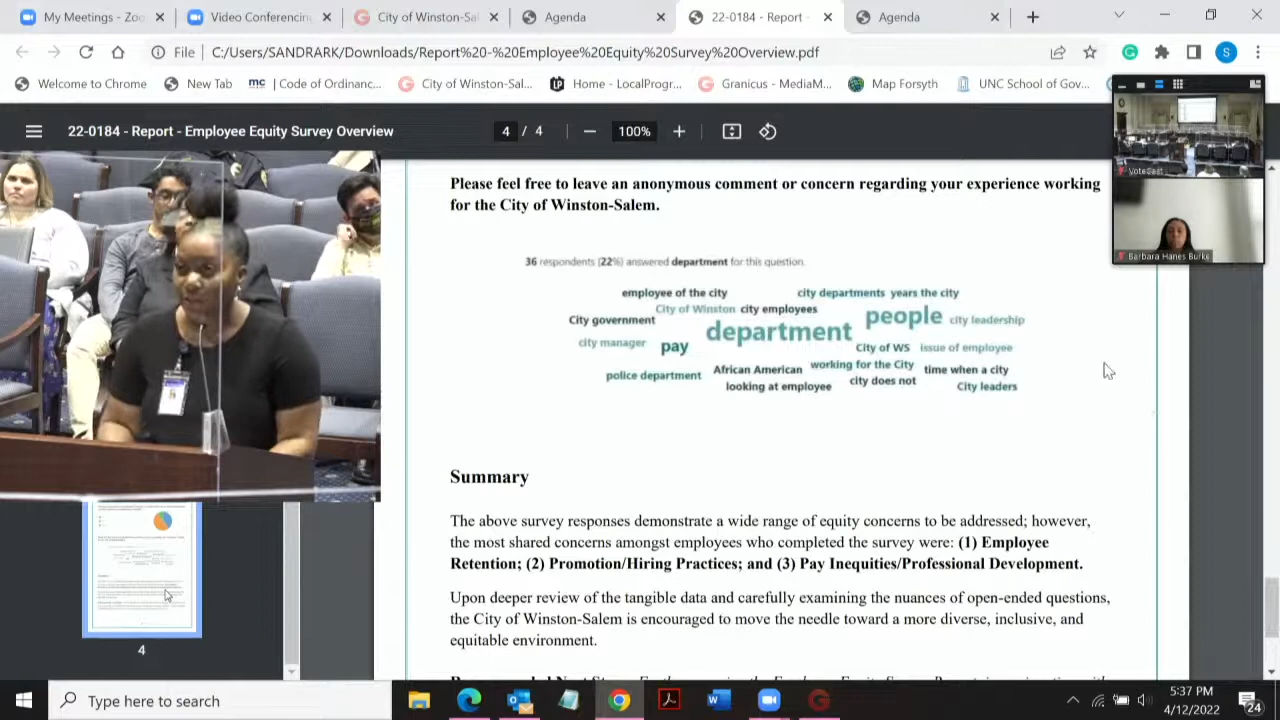 My Meetings - Zoo
Video Conferencin
City of Winston-Sal
Agenda
22-0184 - Report -
Agenda
File
C:/Users/SANDRARK/Downloads/Report%20-%20Employee%20Equity%20Survey%20Overview.pdf
S
Welcome to Chrome
New Tab
mc
| Code of Ordinanc...
City of Winston-Sal...
Home - LocalProgr...
Granicus - MediaM...
Map Forsyth
UNC School of Gov...
22-0184 - Report - Employee Equity Survey Overview
4 / 4
100%
VoteCast
Barbara Hanes Burke
Please feel free to leave an anonymous comment or concern regarding your experience working
for the City of Winston-Salem.
36 respondents (22%) answered department for this question.
employee of the city
city departments
years the city
City of Winston
city employees
City government
department
people
city leadership
city manager
pay
City of WS
issue of employee
police department
African American
working for the City
time when a city
looking at employee
city does not
City leaders
Summary
The above survey responses demonstrate a wide range of equity concerns to be addressed; however,
the most shared concerns amongst employees who completed the survey were: (1) Employee
Retention; (2) Promotion/Hiring Practices; and (3) Pay Inequities/Professional Development.
Upon deeper review of the tangible data and carefully examining the nuances of open-ended questions,
the City of Winston-Salem is encouraged to move the needle toward a more diverse, inclusive, and
equitable environment.
4
Type here to search
5:37 PM
4/12/2022
24